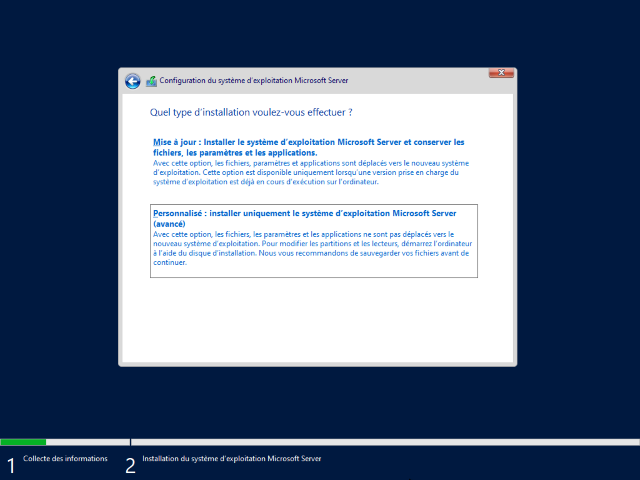 Configuration du système d'exploitation Microsoft Server
Quel type d'installation voulez-vous effectuer ?
Mise à jour : Installer le système d'exploitation Microsoft Server et conserver les
fichiers, les paramètres et les applications.
Avec cette option, les fichiers, paramètres et applications sont déplacés vers le nouveau système
d'exploitation. Cette option est disponible uniquement lorsqu'une version prise en charge du
système d'exploitation est déjà en cours d'exécution sur l'ordinateur.
Personnalisé : installer uniquement le système d'exploitation Microsoft Server
(avancé)
Avec cette option, les fichiers, les paramètres et les applications ne sont pas déplacés vers le
nouveau système d'exploitation. Pour modifier les partitions et les lecteurs, démarrez l'ordinateur
à l'aide du disque d'installation. Nous vous recommandons de sauvegarder vos fichiers avant de
continuer.
1 Collecte des informations
2 Installation du système d'exploitation Microsoft Server